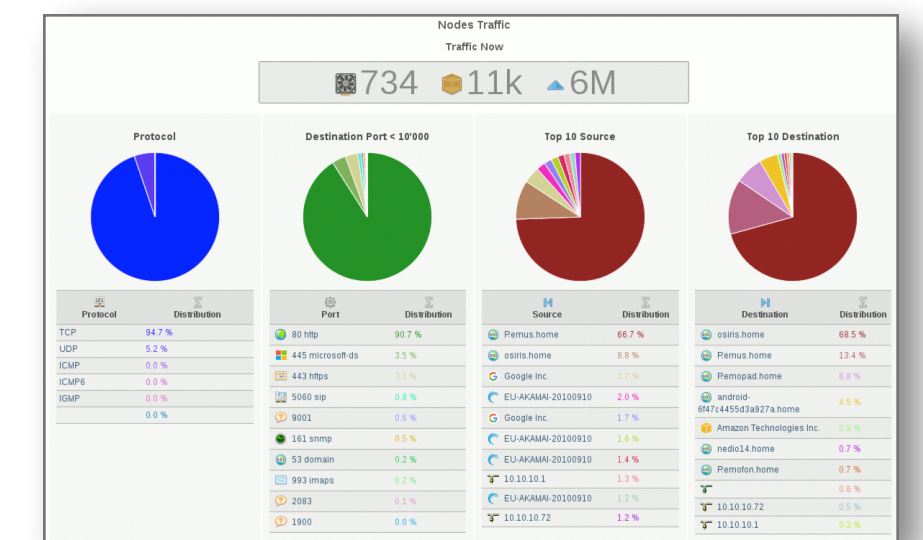 Nodes Traffic
Traffic Now
734 11k 6M
Protocol
Protocol Distribution
TCP 94.7 %
UDP 5.2 %
ICMP 0.0 %
ICMP6 0.0 %
IGMP 0.0 %
0.0 %
Destination Port < 10'000
Port Distribution
80 http 90.7 %
445 microsoft-ds 3.5 %
443 https 3.1 %
5060 sip 0.8 %
9001 0.6 %
161 snmp 0.5 %
53 domain 0.2 %
993 imaps 0.2 %
2083 0.1 %
1900 0.0 %
Top 10 Source
Source Distribution
Remus.home 66.7 %
osiris.home 8.8 %
Google Inc. 3.7 %
EU-AKAMAI-20100910 2.0 %
Google Inc. 1.7 %
EU-AKAMAI-20100910 1.6 %
EU-AKAMAI-20100910 1.4 %
10.10.10.1 1.3 %
EU-AKAMAI-20100910 1.2 %
10.10.10.72 1.2 %
Top 10 Destination
Destination Distribution
osiris.home 68.5 %
Remus.home 13.4 %
Remopad.home 6.8 %
android-
6f47c4455d3a927a.home 4.5 %
Amazon Technologies Inc. 0.9 %
nedio14.home 0.7 %
Remofon.home 0.7 %
0.6 %
10.10.10.72 0.5 %
10.10.10.1 0.3 %